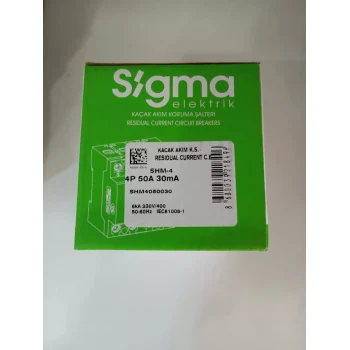 Sigma
elektrik
KAÇAK AKIM KORUMA ŞALTERİ
RESIDUAL CURRENT CIRCUIT BREAKERS
KACAK AKIM K.S.
RESIDUAL CURRENT C.
SHM-4
4P 50A 30mA
SHM4050030
6kA 230V/400
50-60Hz IEC61008-1